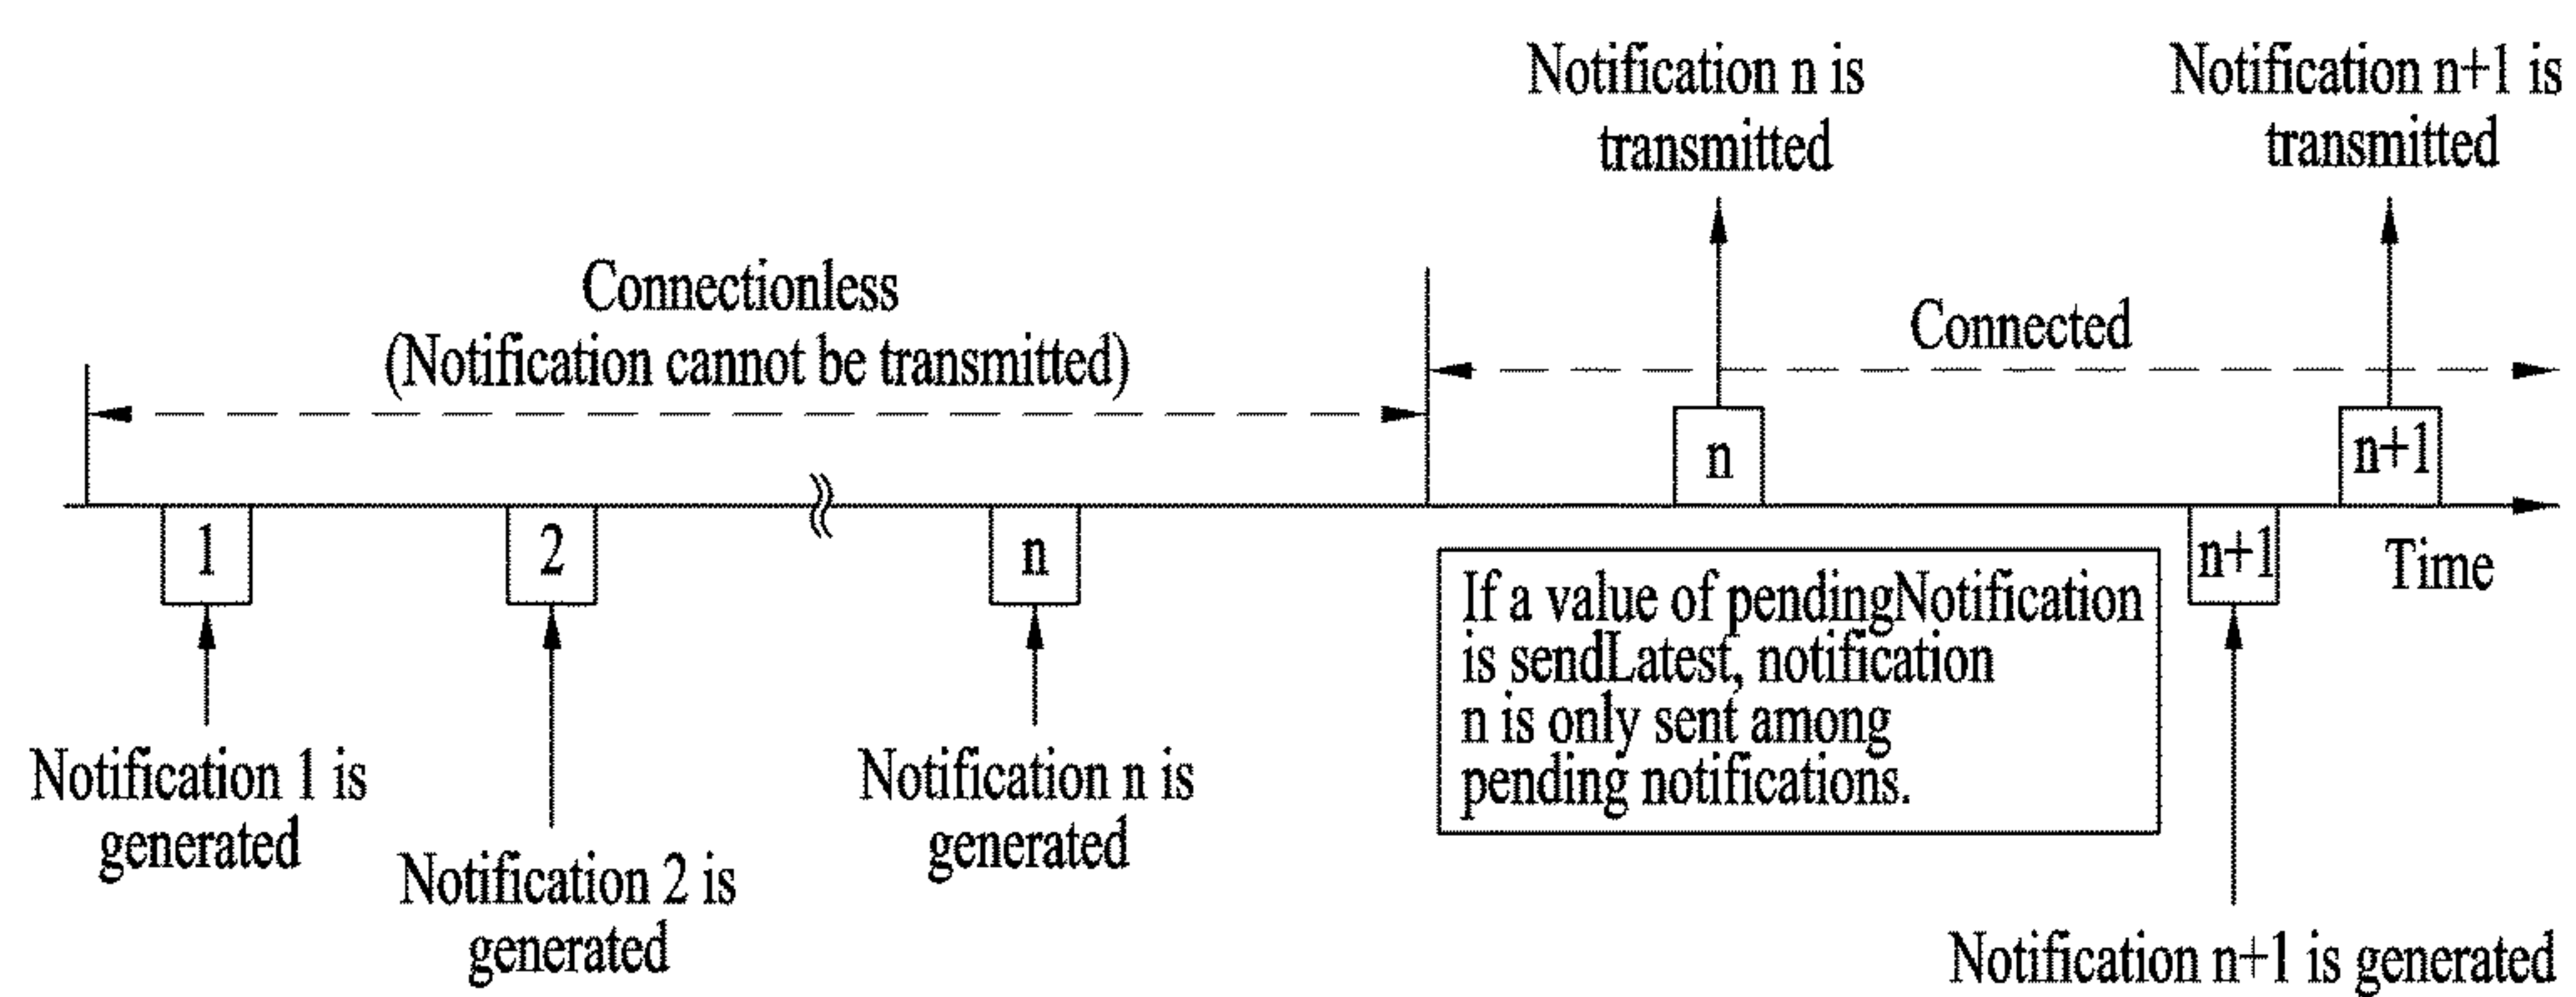 Notification n is
transmitted
Notification n+1 is
transmitted
Connectionless
(Notification cannot be transmitted)
Connected
n
n+1
1
2
n
n+1
Time
If a value of pendingNotification
is sendLatest, notification
n is only sent among
pending notifications.
Notification 1 is
generated
Notification 2 is
generated
Notification n is
generated
Notification n+1 is generated